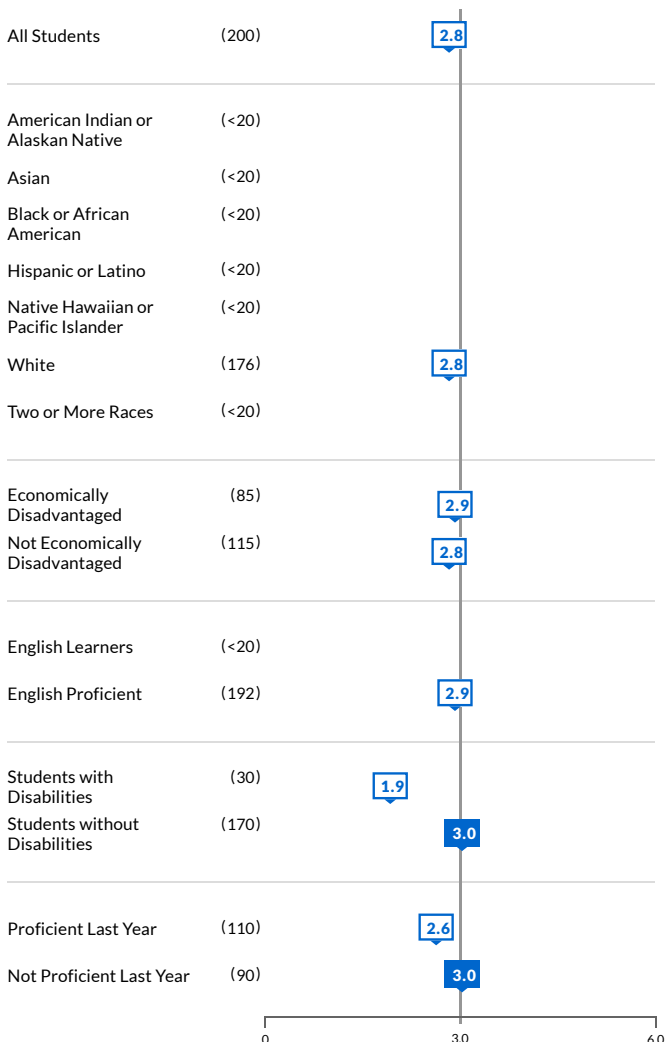 All Students (200) 2.8
American Indian or (<20)
Alaskan Native
Asian (<20)
Black or African (<20)
American
Hispanic or Latino (<20)
Native Hawaiian or (<20)
Pacific Islander
White (176) 2.8
Two or More Races (<20)
Economically (85) 2.9
Disadvantaged
Not Economically (115) 2.8
Disadvantaged
English Learners (<20)
English Proficient (192) 2.9
Students with (30) 1.9
Disabilities
Students without (170) 3.0
Disabilities
Proficient Last Year (110) 2.6
Not Proficient Last Year (90) 3.0
0 3.0 6.0